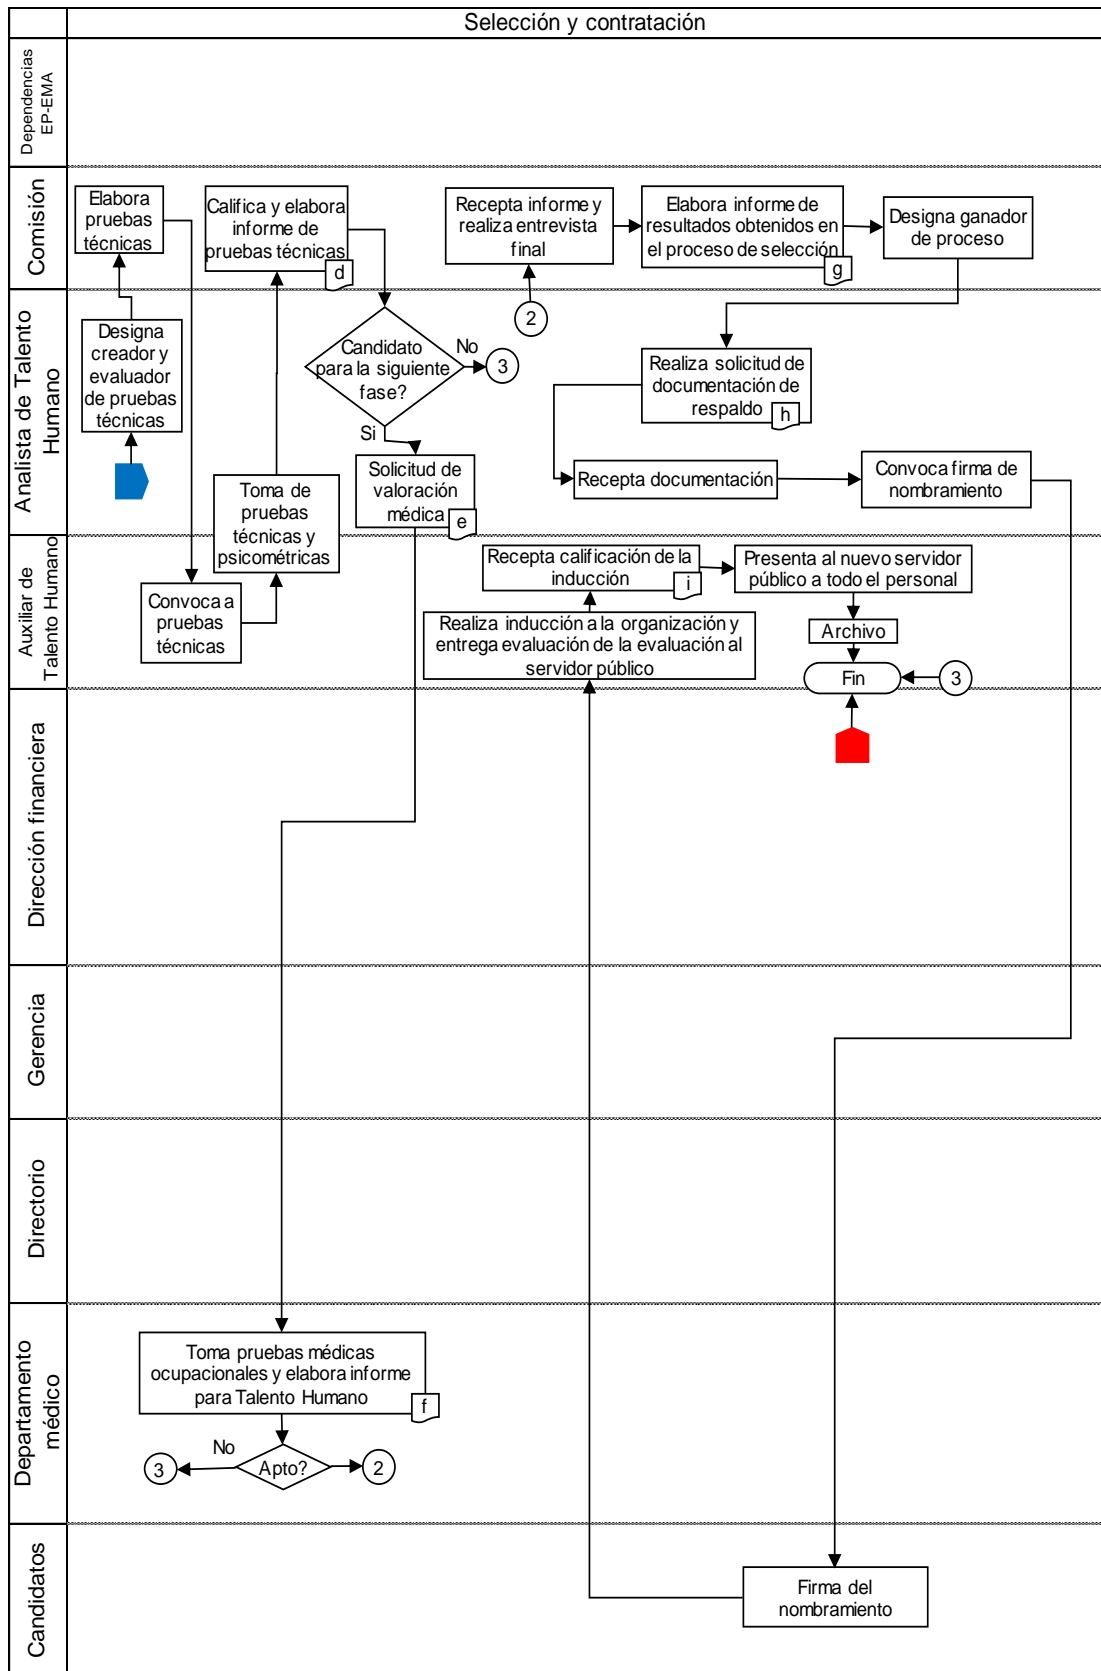 Selección y contratación
Dependencias
EP-EMA
Comisión
Elabora
pruebas
técnicas
Califica y elabora
informe de
pruebas técnicas
d
Recepta informe y
realiza entrevista
final
Elabora informe de
resultados obtenidos en
el proceso de selección
g
Designa ganador
de proceso
Analista de Talento
Humano
Designa
creador y
evaluador
de pruebas
técnicas
Candidato
para la siguiente
fase?
No
3
Si
2
Realiza solicitud de
documentación de
respaldo
h
Solicitud de
valoración
médica
e
Recepta documentación
Convoca firma de
nombramiento
Toma de
pruebas
técnicas y
psicométricas
Auxiliar de
Talento Humano
Convoca a
pruebas
técnicas
Recepta calificación de la
inducción
i
Presenta al nuevo servidor
público a todo el personal
Realiza inducción a la organización y
entrega evaluación de la evaluación al
servidor público
Archivo
Fin
3
Dirección financiera
Gerencia
Directorio
Departamento
médico
Toma pruebas médicas
ocupacionales y elabora informe
para Talento Humano
f
No
3
Apto?
2
Candidatos
Firma del
nombramiento